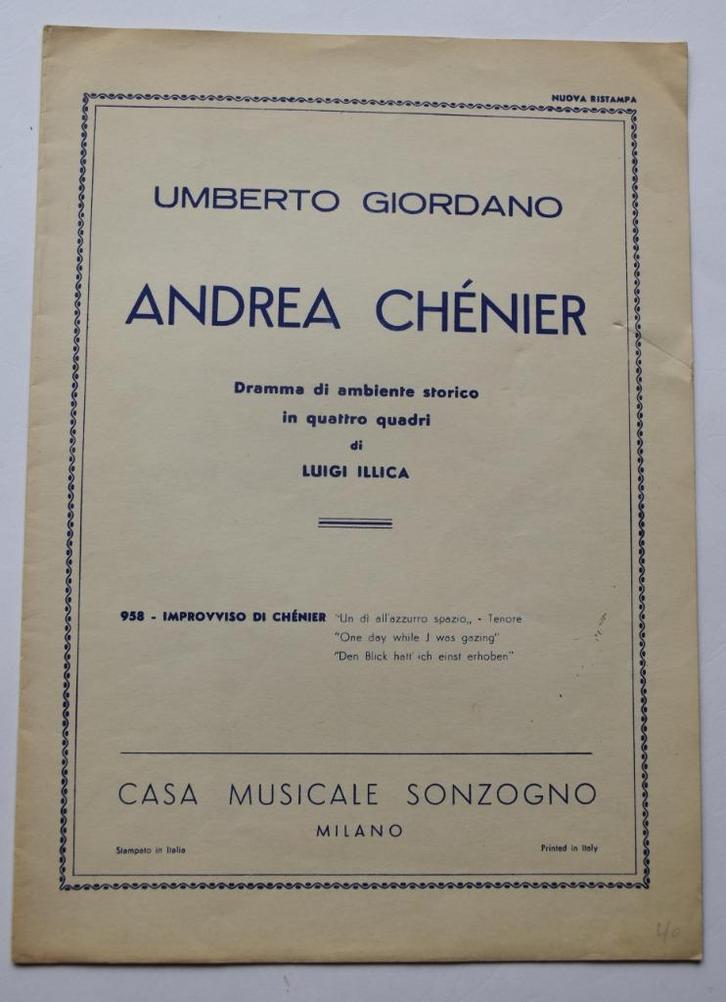 NUOVA RISTAMPA
UMBERTO GIORDANO
ANDREA CHÉNIER
Dramma di ambiente storico
in quattro quadri
di
LUIGI ILLICA
958 - IMPROVVISO DI CHÉNIER "Un dì all'azzurro spazio„ - Tenore
"One day while I was gazing"
"Den Blick hatt' ich einst erhoben"
CASA MUSICALE SONZOGNO
MILANO
Stampato in Italia
Printed in Italy